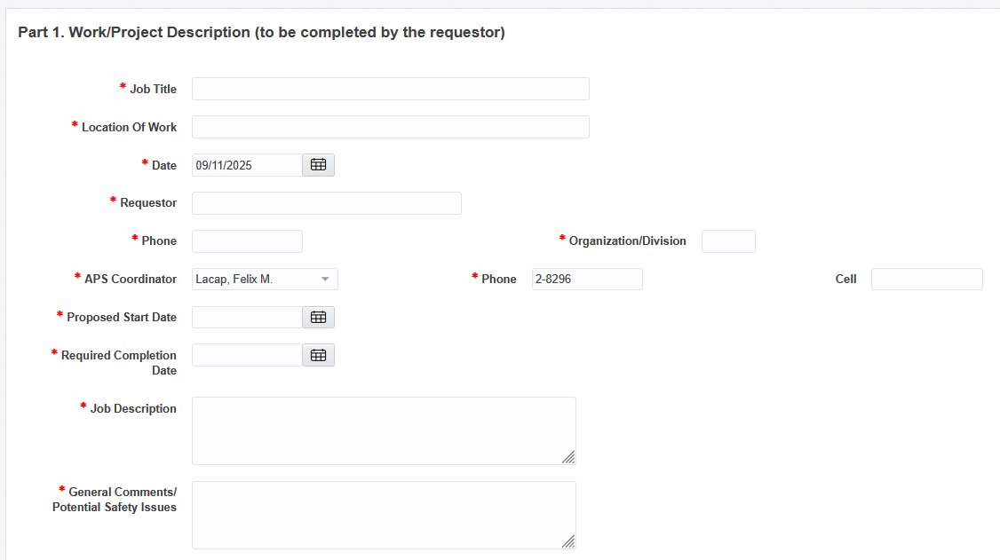 Part 1. Work/Project Description (to be completed by the requestor)
* Job Title
* Location Of Work
* Date 09/11/2025
* Requestor
* Phone * Organization/Division
* APS Coordinator Lacap, Felix M. * Phone 2-8296 Cell
* Proposed Start Date
* Required Completion
Date
* Job Description
* General Comments/
Potential Safety Issues